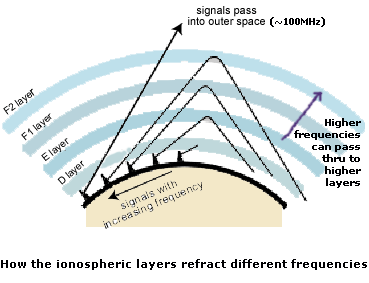 signals pass
into outer space (~100MHz)
F2 layer
F1 layer
E layer
D layer
Higher
frequencies
can pass
thru to
higher
layers
signals with
increasing frequency
How the ionospheric layers refract different frequencies